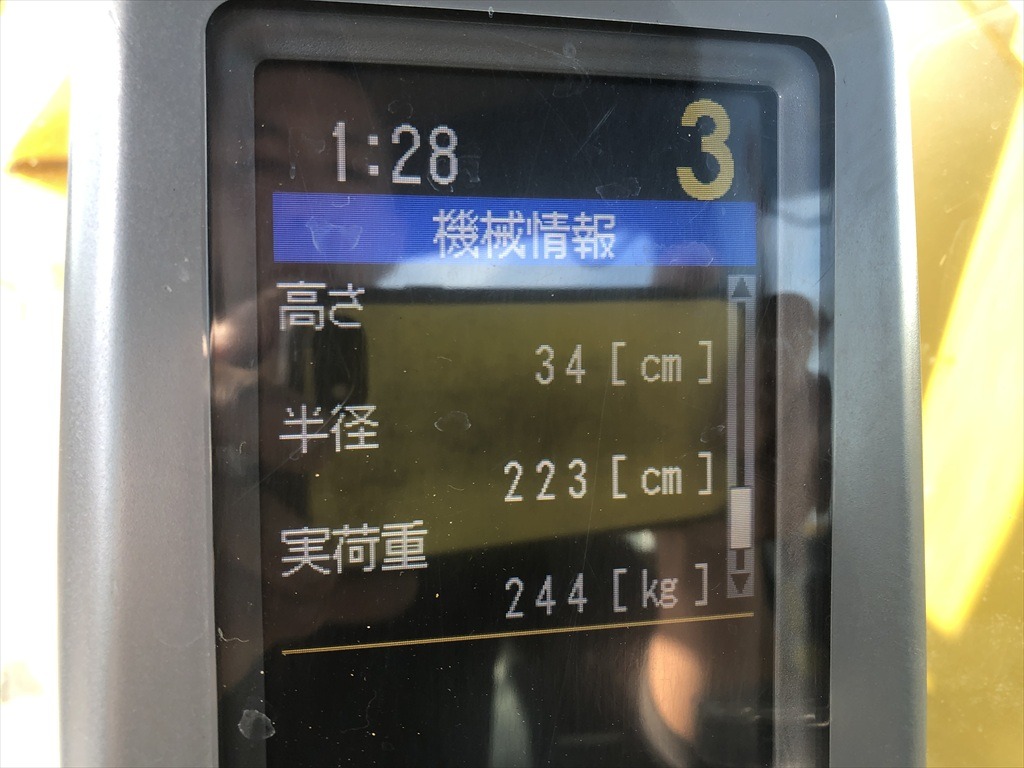 1:28 3
機械情報
高さ
34[cm]
半径
223[cm]
実荷重
244[kg]